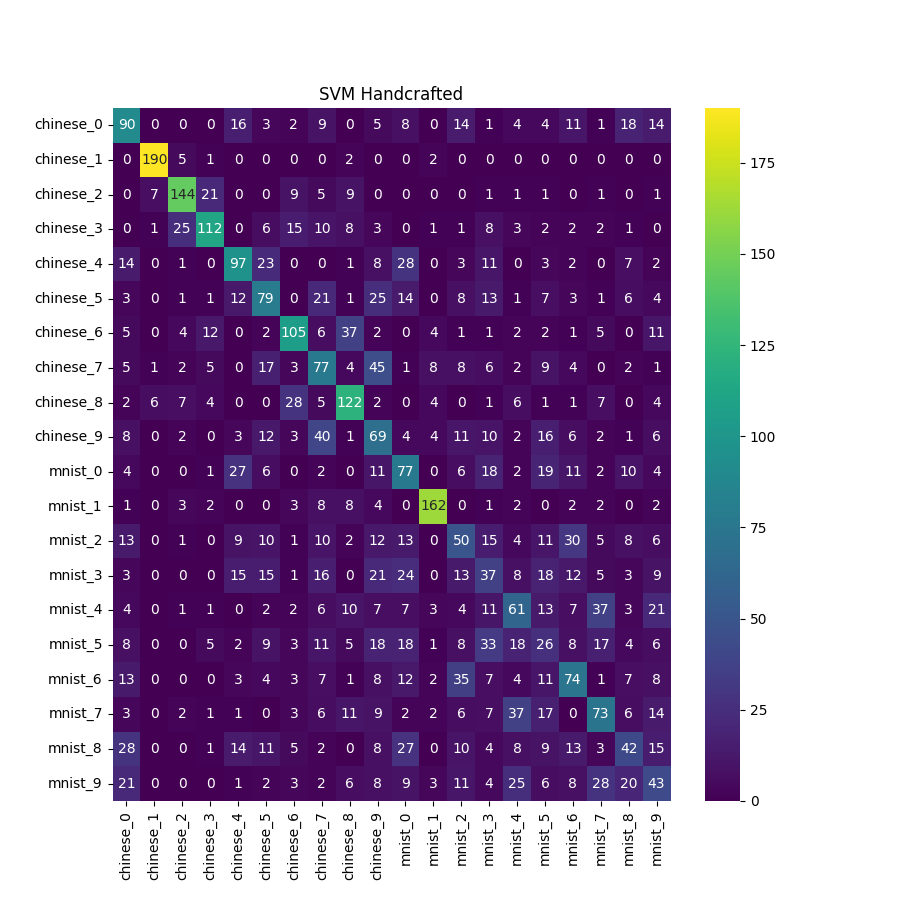 SVM Handcrafted
chinese_0 90 0 0 0 16 3 2 9 0 5 8 0 14 1 4 4 11 1 18 14
chinese_1 0 190 5 1 0 0 0 0 2 0 0 2 0 0 0 0 0 0 0 0
175
chinese_2 0 7 144 21 0 0 9 5 9 0 0 0 0 1 1 1 0 1 0 1
chinese_3 0 1 25 112 0 6 15 10 8 3 0 1 1 8 3 2 2 2 1 0
150
chinese_4 14 0 1 0 97 23 0 0 1 8 28 0 3 11 0 3 2 0 7 2
chinese_5 3 0 1 1 12 79 0 21 1 25 14 0 8 13 1 7 3 1 6 4
125
chinese_6 5 0 4 12 0 2 105 6 37 2 0 4 1 1 2 2 1 5 0 11
chinese_7 5 1 2 5 0 17 3 77 4 45 1 8 8 6 2 9 4 0 2 1
chinese_8 2 6 7 4 0 0 28 5 122 2 0 4 0 1 6 1 1 7 0 4
100
chinese_9 8 0 2 0 3 12 3 40 1 69 4 4 11 10 2 16 6 2 1 6
mnist_0 4 0 0 1 27 6 0 2 0 11 77 0 6 18 2 19 11 2 10 4
75
mnist_1 1 0 3 2 0 0 3 8 8 4 0 162 0 1 2 0 2 2 0 2
mnist_2 13 0 1 0 9 10 1 10 2 12 13 0 50 15 4 11 30 5 8 6
mnist_3 3 0 0 0 15 15 1 16 0 21 24 0 13 37 8 18 12 5 3 9
50
mnist_4 4 0 1 1 0 2 2 6 10 7 7 3 4 11 61 13 7 37 3 21
mnist_5 8 0 0 5 2 9 3 11 5 18 18 1 8 33 18 26 8 17 4 6
mnist_6 13 0 0 0 3 4 3 7 1 8 12 2 35 7 4 11 74 1 7 8
25
mnist_7 3 0 2 1 1 0 3 6 11 9 2 2 6 7 37 17 0 73 6 14
mnist_8 28 0 0 1 14 11 5 2 0 8 27 0 10 4 8 9 13 3 42 15
mnist_9 21 0 0 0 1 2 3 2 6 8 9 3 11 4 25 6 8 28 20 43
0
chinese_0 chinese_1 chinese_2 chinese_3 chinese_4 chinese_5 chinese_6 chinese_7 chinese_8 chinese_9 mnist_0 mnist_1 mnist_2 mnist_3 mnist_4 mnist_5 mnist_6 mnist_7 mnist_8 mnist_9